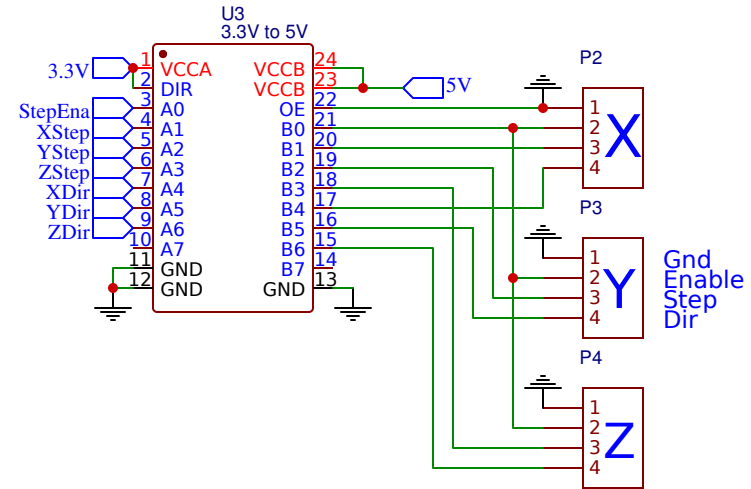 U3
3.3V to 5V
3.3V
5V
StepEna
XStep
YStep
ZStep
XDir
YDir
ZDir
1 VCCA VCCB 24
2 DIR VCCB 23
3 A0 OE 22
4 A1 B0 21
5 A2 B1 20
6 A3 B2 19
7 A4 B3 18
8 A5 B4 17
9 A6 B5 16
10 A7 B6 15
11 GND B7 14
12 GND GND 13
P2
1
2
3
4
X
P3
1
2
3
4
Y
Gnd
Enable
Step
Dir
P4
1
2
3
4
Z